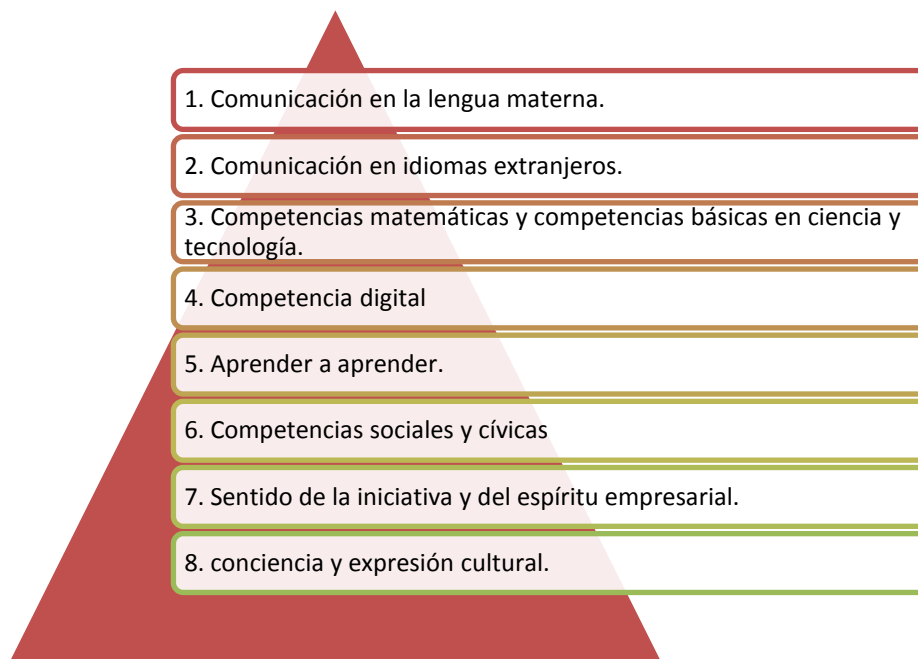 1. Comunicación en la lengua materna.
2. Comunicación en idiomas extranjeros.
3. Competencias matemáticas y competencias básicas en ciencia y
tecnología.
4. Competencia digital
5. Aprender a aprender.
6. Competencias sociales y cívicas
7. Sentido de la iniciativa y del espíritu empresarial.
8. conciencia y expresión cultural.